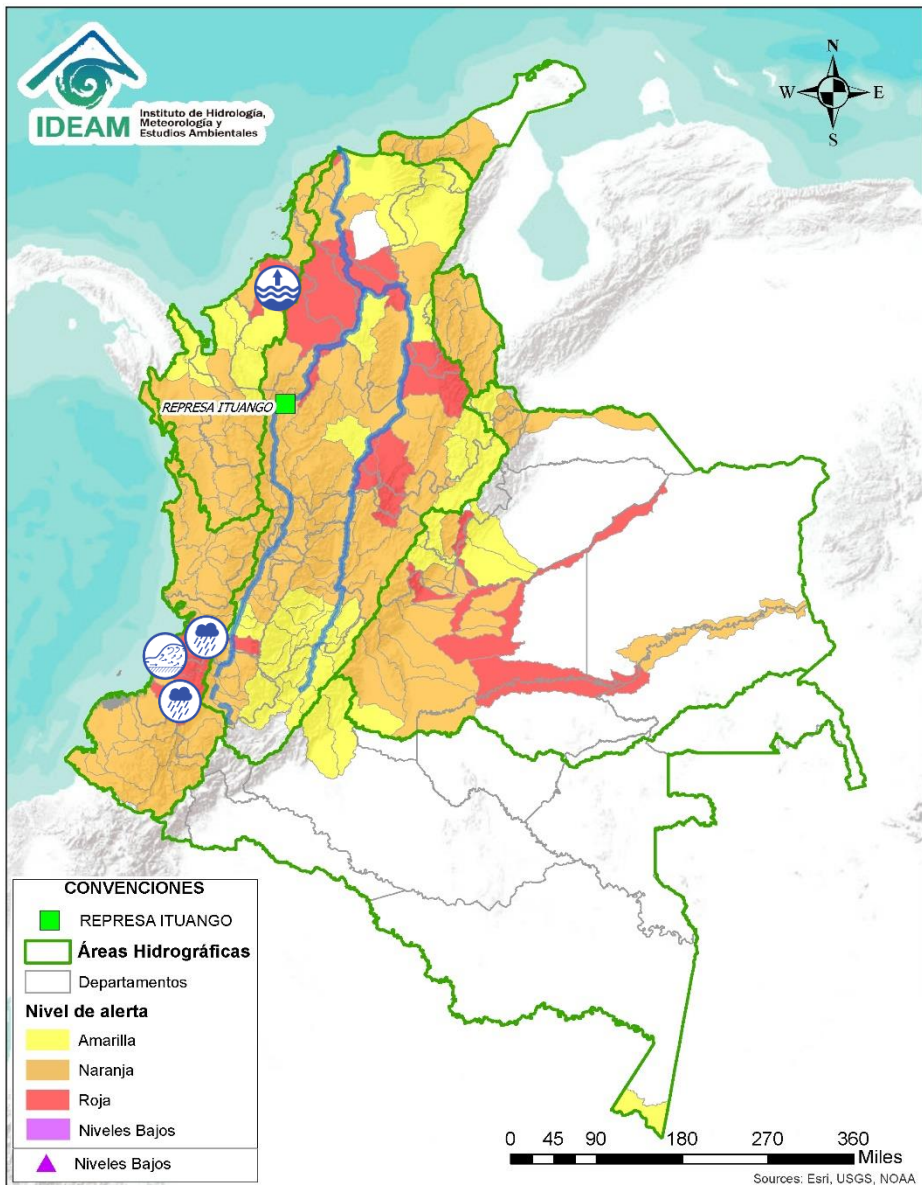 IDEAM
Instituto de Hidrología,
Meteorología y
Estudios Ambientales
N
W
E
S
REPRESA ITUANGO
CONVENCIONES
REPRESA ITUANGO
Áreas Hidrográficas
Departamentos
Nivel de alerta
Amarilla
Naranja
Roja
Niveles Bajos
Niveles Bajos
0 45 90 180 270 360
Miles
Sources: Esri, USGS, NOAA